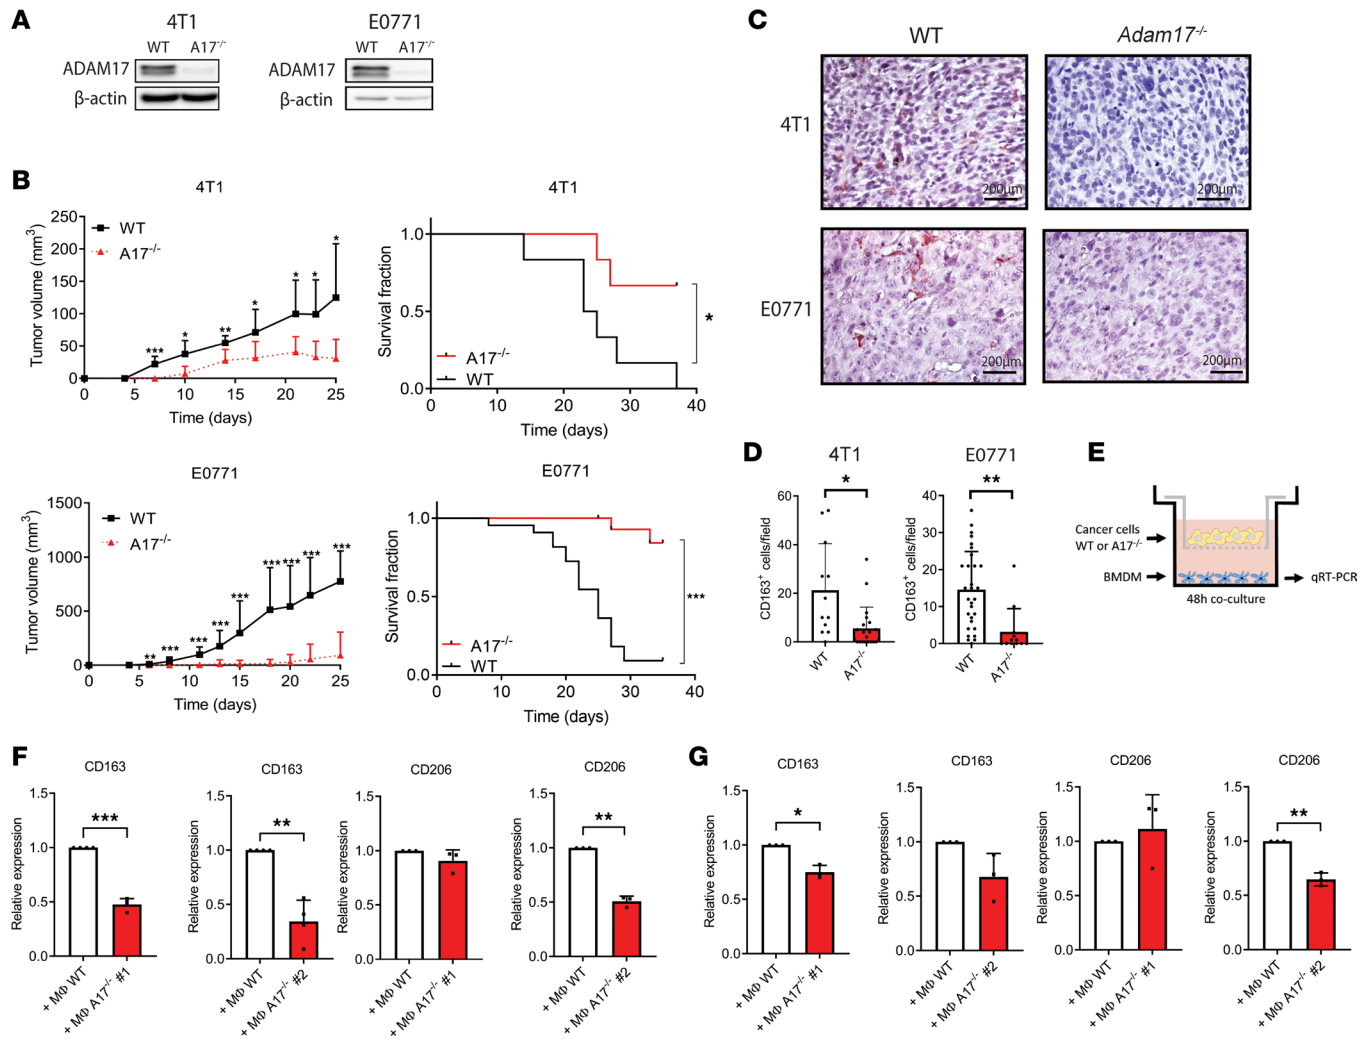 A
4T1
E0771
WT
A17-/-
WT
A17-/-
ADAM17
β-actin
ADAM17
β-actin
B
4T1
250
200
150
100
50
0
Tumor volume (mm3)
WT
A17-/-
***
*
**
*
*
*
*
0
5
10
15
20
25
Time (days)
4T1
1.0
0.5
0.0
Survival fraction
A17-/-
WT
*
0
10
20
30
40
Time (days)
E0771
1500
1000
500
0
Tumor volume (mm3)
WT
A17-/-
**
***
***
***
***
***
***
***
***
0
5
10
15
20
25
Time (days)
E0771
1.0
0.5
0.0
Survival fraction
A17-/-
WT
***
0
10
20
30
40
Time (days)
C
WT
Adam17-/-
4T1
200µm
200µm
E0771
200µm
200µm
D
4T1
*
60
40
20
0
CD163+ cells/field
WT
A17-/-
E0771
**
40
30
20
10
0
CD163+ cells/field
WT
A17-/-
E
Cancer cells
WT or A17-/-
BMDM
qRT-PCR
48h co-culture
F
CD163
1.5
1.0
0.5
0.0
Relative expression
***
+ MΦ WT
+ MΦ A17-/- #1
CD163
1.5
1.0
0.5
0.0
Relative expression
**
+ MΦ WT
+ MΦ A17-/- #2
CD206
1.5
1.0
0.5
0.0
Relative expression
+ MΦ WT
+ MΦ A17-/- #1
CD206
1.5
1.0
0.5
0.0
Relative expression
**
+ MΦ WT
+ MΦ A17-/- #2
G
CD163
1.5
1.0
0.5
0.0
Relative expression
*
+ MΦ WT
+ MΦ A17-/- #1
CD163
1.5
1.0
0.5
0.0
Relative expression
+ MΦ WT
+ MΦ A17-/- #2
CD206
1.5
1.0
0.5
0.0
Relative expression
+ MΦ WT
+ MΦ A17-/- #1
CD206
1.5
1.0
0.5
0.0
Relative expression
**
+ MΦ WT
+ MΦ A17-/- #2